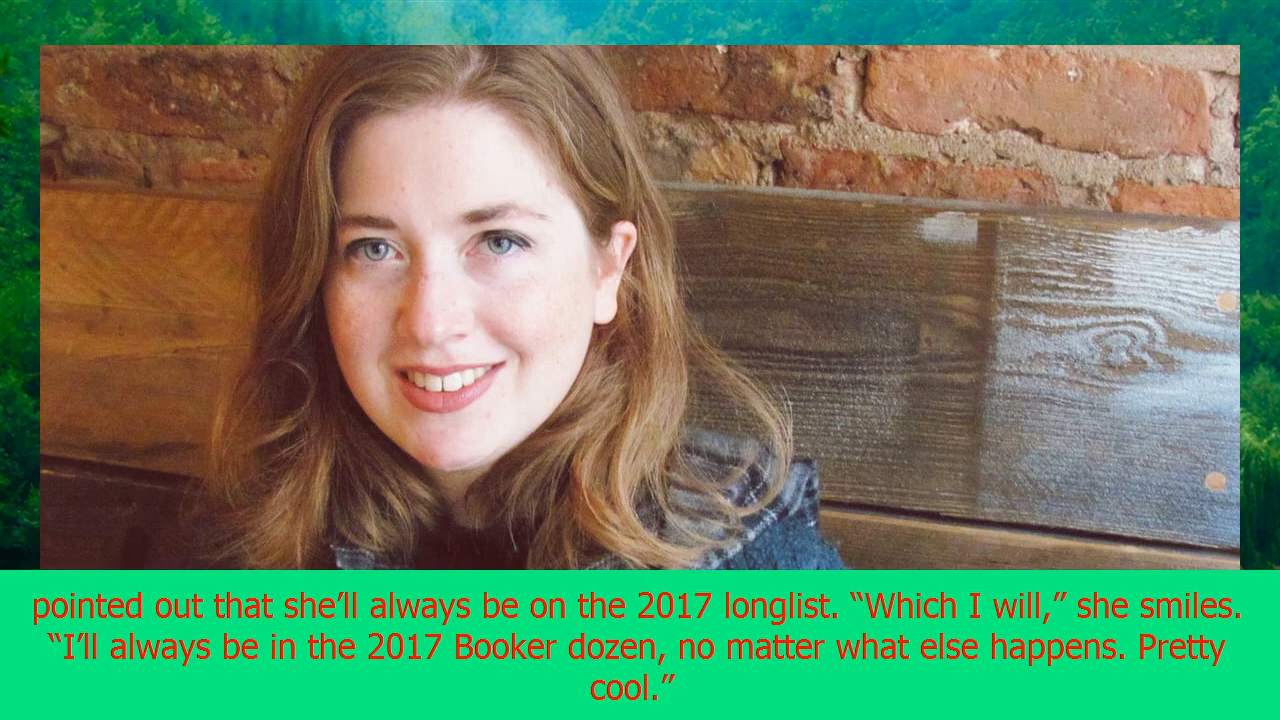 pointed out that she’ll always be on the 2017 longlist. “Which I will,” she smiles.
“I’ll always be in the 2017 Booker dozen, no matter what else happens. Pretty
cool.”